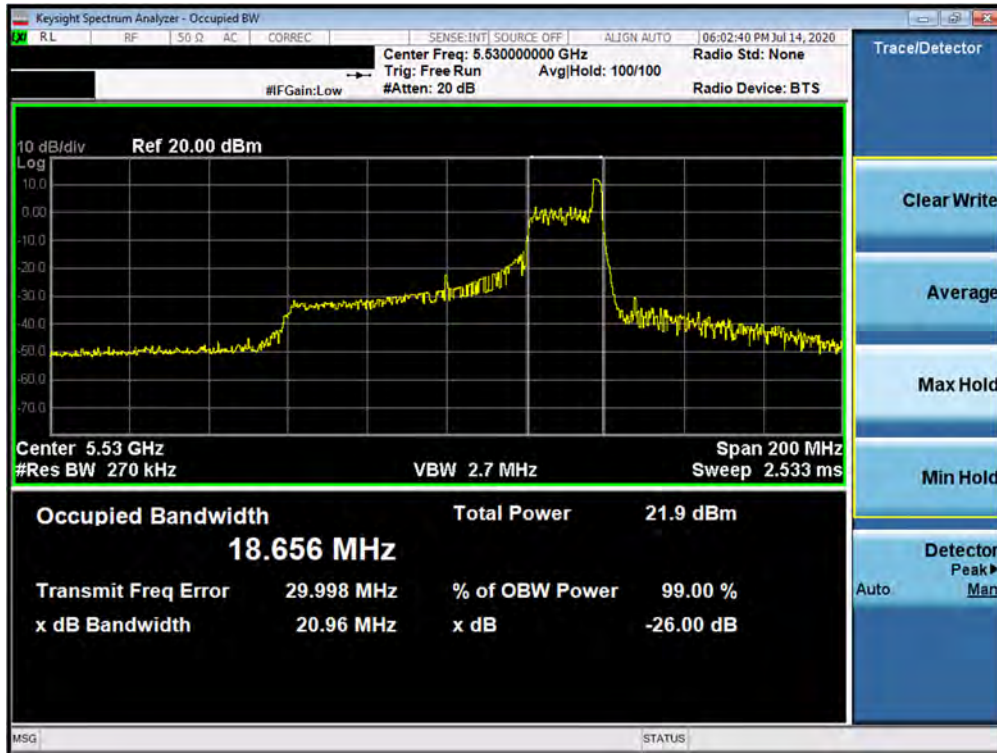 Keysight Spectrum Analyzer - Occupied BW
LXI RL RF 50 Ω AC CORREC SENSE:INT SOURCE OFF ALIGN AUTO 06:02:40 PM Jul 14, 2020
Center Freq: 5.530000000 GHz Radio Std: None
Trig: Free Run Avg|Hold: 100/100
#IFGain:Low #Atten: 20 dB Radio Device: BTS
Trace/Detector
10 dB/div Ref 20.00 dBm
Log
10.0
0.00
-10.0
-20.0
-30.0
-40.0
-50.0
-60.0
-70.0
Center 5.53 GHz Span 200 MHz
#Res BW 270 kHz VBW 2.7 MHz Sweep 2.533 ms
Occupied Bandwidth Total Power 21.9 dBm
18.656 MHz
Transmit Freq Error 29.998 MHz % of OBW Power 99.00 %
x dB Bandwidth 20.96 MHz x dB -26.00 dB
Clear Write
Average
Max Hold
Min Hold
Detector
Peak
Auto Man
MSG STATUS